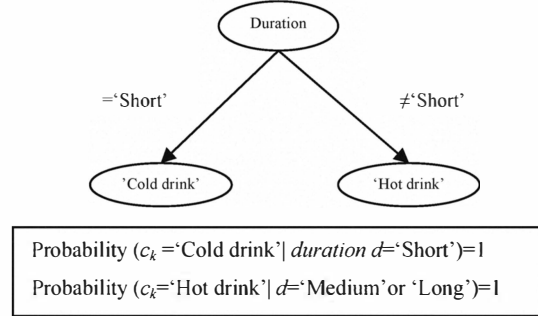 Duration
=‘Short’
≠‘Short’
'Cold drink’
‘Hot drink’
Probability (cₖ =‘Cold drink’| duration d=‘Short’)=1
Probability (cₖ=‘Hot drink’| d=‘Medium’or ‘Long’)=1